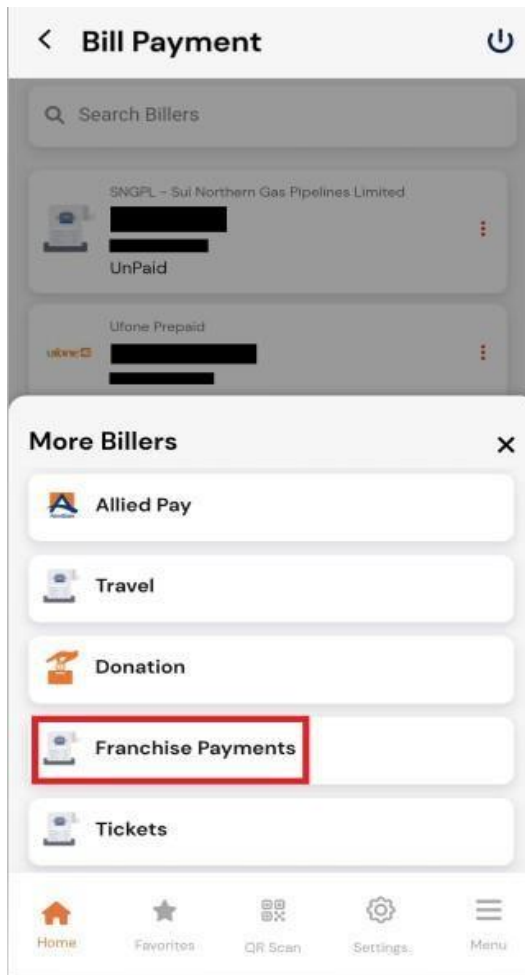 Bill Payment
Search Billers
SNGPL - Sui Northern Gas Pipelines Limited
UnPaid
Ufone Prepaid
ufone
More Billers
Allied Pay
Travel
Donation
Franchise Payments
Tickets
Home
Favorites
QR Scan
Settings
Menu